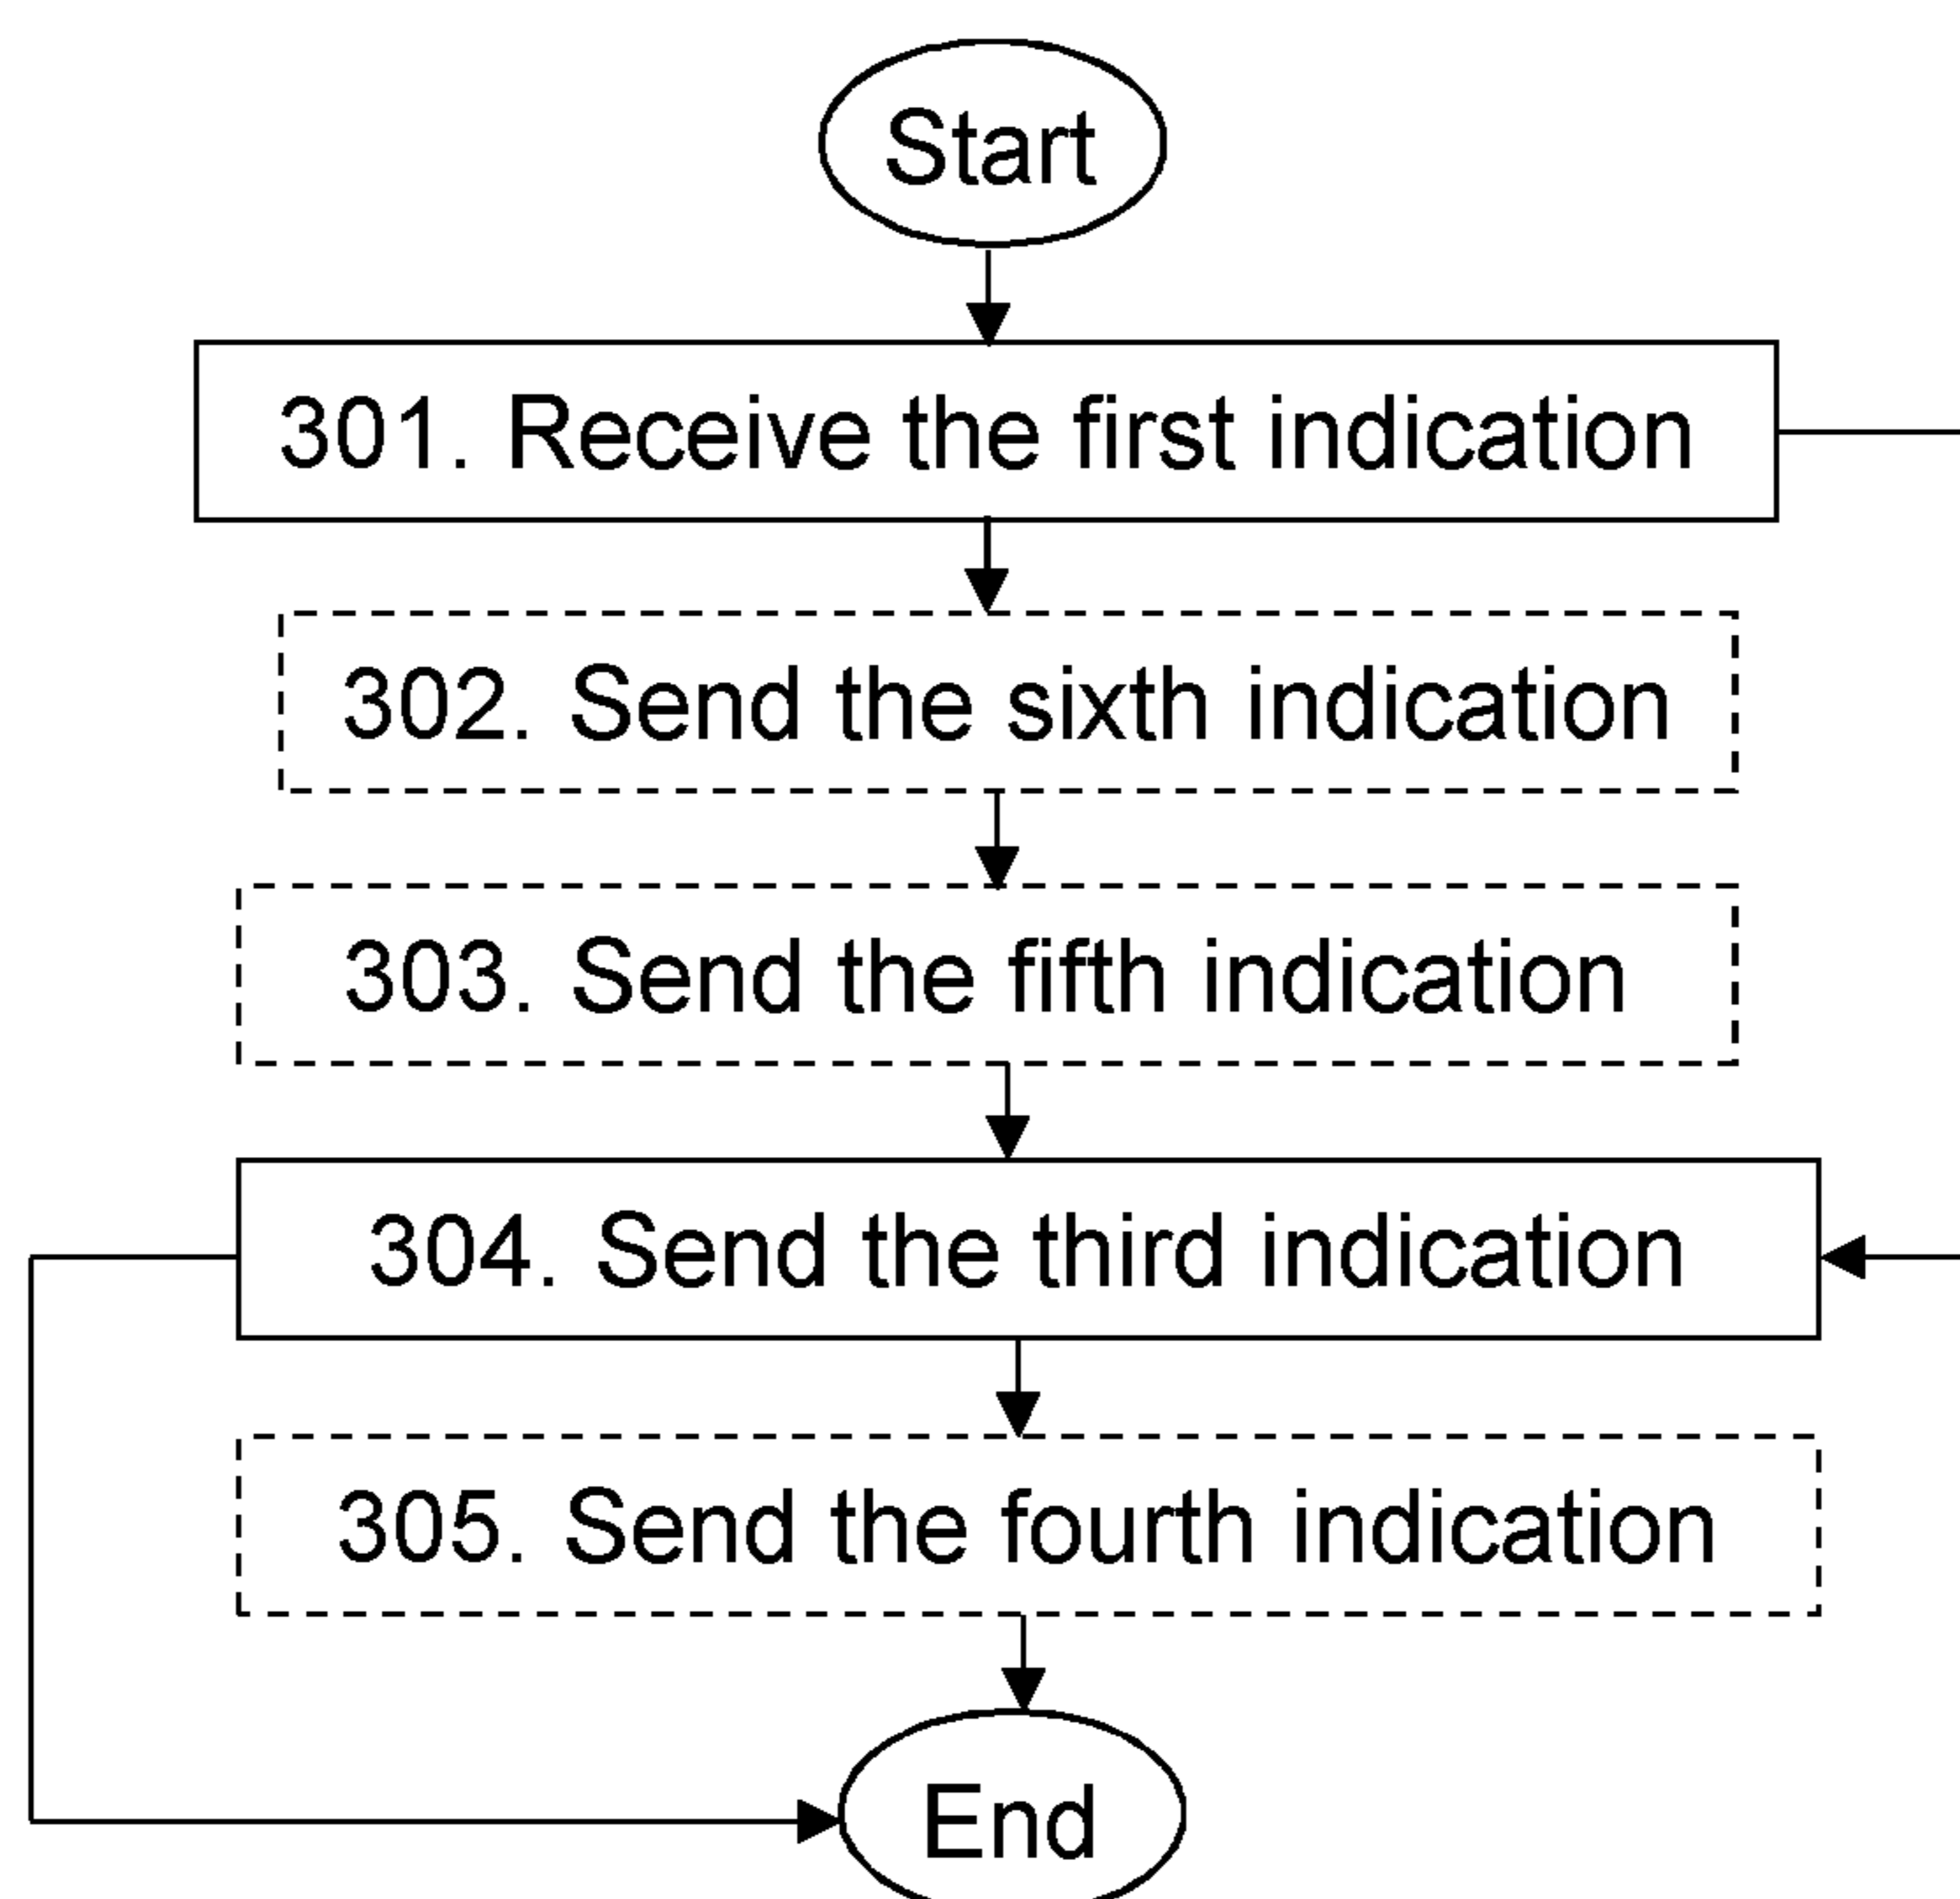 Start
301. Receive the first indication
302. Send the sixth indication
303. Send the fifth indication
304. Send the third indication
305. Send the fourth indication
End